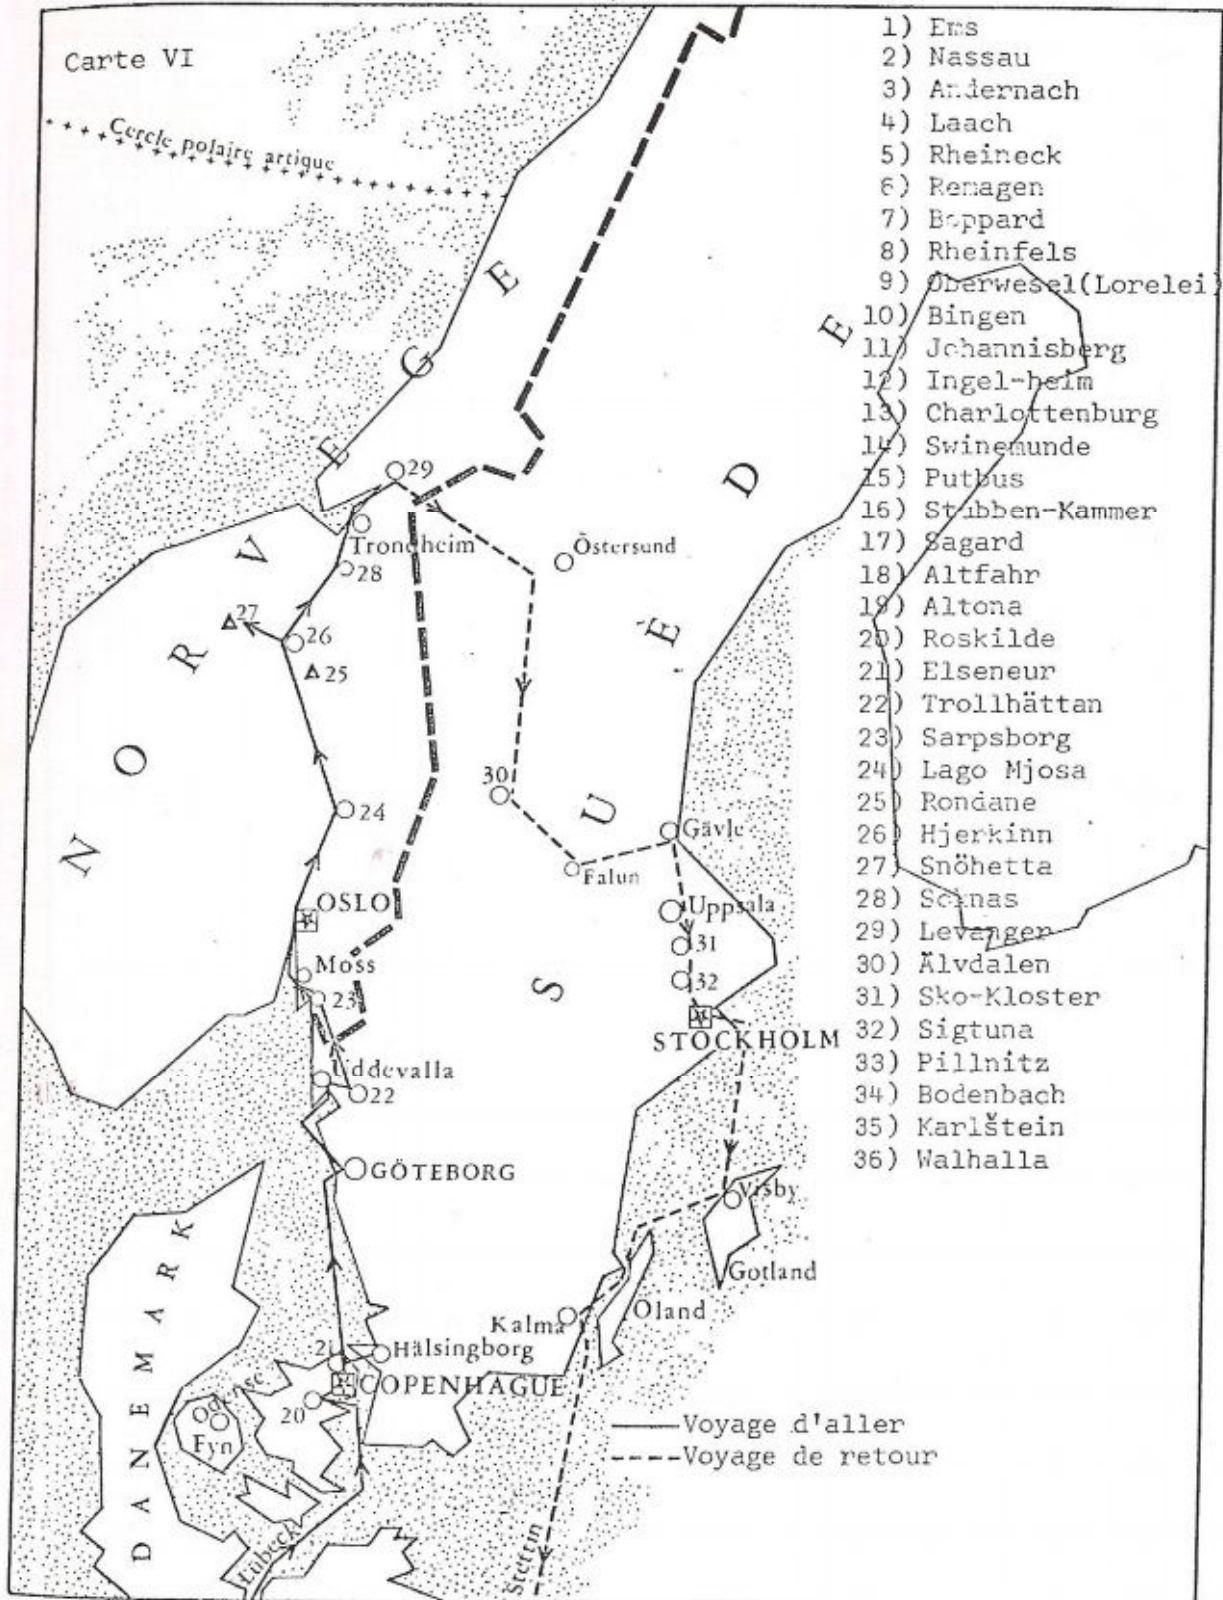 Carte VI
Cercle polaire artique
1) Ems
2) Nassau
3) Andernach
4) Laach
5) Rheineck
6) Remagen
7) Boppard
8) Rheinfels
9) Oberwesel(Lorelei)
10) Bingen
11) Johannisberg
12) Ingel-heim
13) Charlottenburg
14) Swinemunde
15) Putbus
16) Stubben-Kammer
17) Sagard
18) Altfahr
19) Altona
20) Roskilde
21) Elseneur
22) Trollhättan
23) Sarpsborg
24) Lago Mjosa
25) Rondane
26) Hjerkinn
27) Snöhetta
28) Soknas
29) Levanger
30) Älvdalen
31) Sko-Kloster
32) Sigtuna
33) Pillnitz
34) Bodenbach
35) Karlštein
36) Walhalla
NORVEGE
SUÈDE
DANEMARK
29
Trondheim
Östersund
28
27
26
25
24
30
Gävle
Falun
OSLO
Uppsala
31
32
Moss
23
STOCKHOLM
Uddevalla
22
GÖTEBORG
Visby
Gotland
Öland
Kalma
21
Hälsingborg
COPENHAGUE
20
Odense
Fyn
Lübeck
Stettin
Voyage d'aller
Voyage de retour